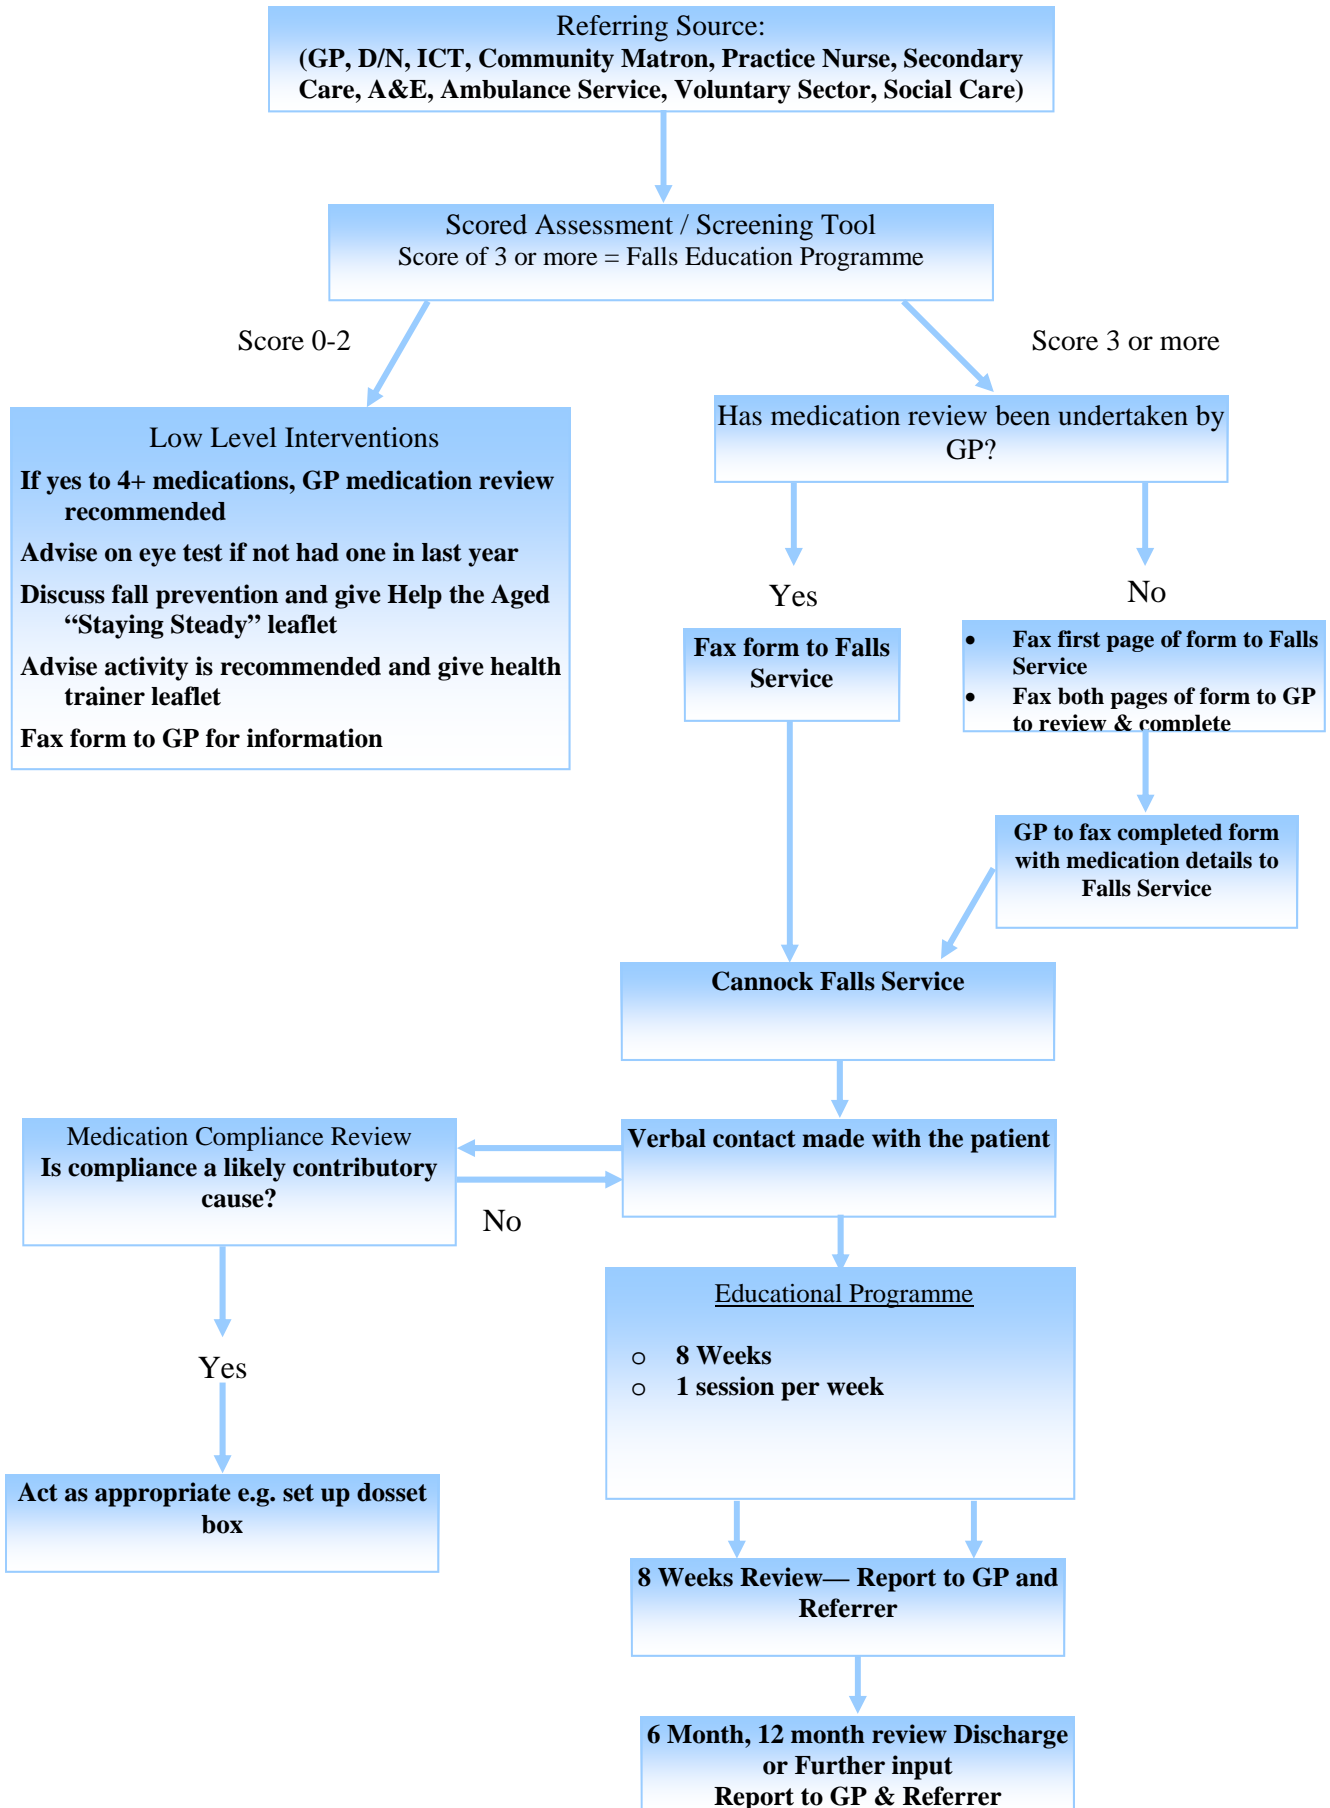 Referring Source:
(GP, D/N, ICT, Community Matron, Practice Nurse, Secondary
Care, A&E, Ambulance Service, Voluntary Sector, Social Care)
Scored Assessment / Screening Tool
Score of 3 or more = Falls Education Programme
Score 0-2
Score 3 or more
Low Level Interventions
If yes to 4+ medications, GP medication review
recommended
Advise on eye test if not had one in last year
Discuss fall prevention and give Help the Aged
“Staying Steady” leaflet
Advise activity is recommended and give health
trainer leaflet
Fax form to GP for information
Has medication review been undertaken by
GP?
Yes
No
Fax form to Falls
Service
• Fax first page of form to Falls
Service
• Fax both pages of form to GP
to review & complete
GP to fax completed form
with medication details to
Falls Service
Cannock Falls Service
Verbal contact made with the patient
Medication Compliance Review
Is compliance a likely contributory
cause?
No
Yes
Act as appropriate e.g. set up dosset
box
Educational Programme
o 8 Weeks
o 1 session per week
8 Weeks Review— Report to GP and
Referrer
6 Month, 12 month review Discharge
or Further input
Report to GP & Referrer